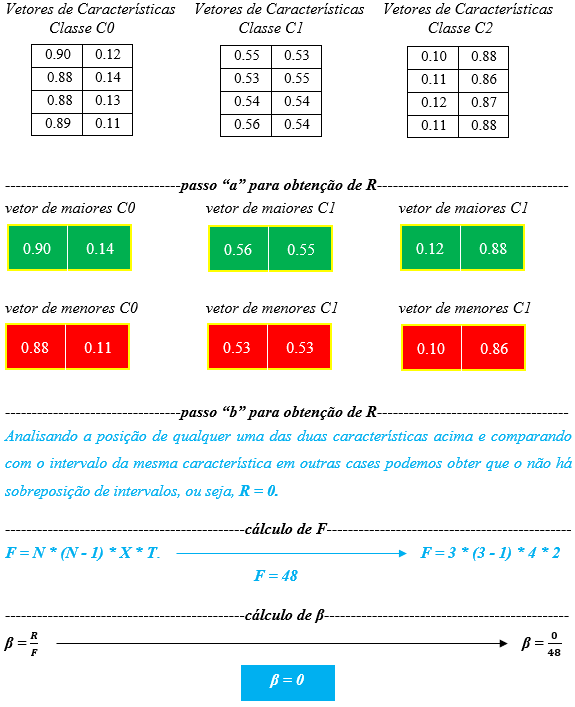 Vetores de Características Vetores de Características Vetores de Características
Classe C0 Classe C1 Classe C2
0.90 0.12 0.55 0.53 0.10 0.88
0.88 0.14 0.53 0.55 0.11 0.86
0.88 0.13 0.54 0.54 0.12 0.87
0.89 0.11 0.56 0.54 0.11 0.88
---------------------------------passo “a” para obtenção de R------------------------------------
vetor de maiores C0 vetor de maiores C1 vetor de maiores C1
0.90 0.14 0.56 0.55 0.12 0.88
vetor de menores C0 vetor de menores C1 vetor de menores C1
0.88 0.11 0.53 0.53 0.10 0.86
---------------------------------passo “b” para obtenção de R------------------------------------
Analisando a posição de qualquer uma das duas características acima e comparando
com o intervalo da mesma característica em outras cases podemos obter que o não há
sobreposição de intervalos, ou seja, R = 0.
---------------------------------------------cálculo de F----------------------------------------------
F = N * (N - 1) * X * T. F = 3 * (3 - 1) * 4 * 2
F = 48
---------------------------------------------cálculo de β----------------------------------------------
β = R/F β = 0/48
β = 0